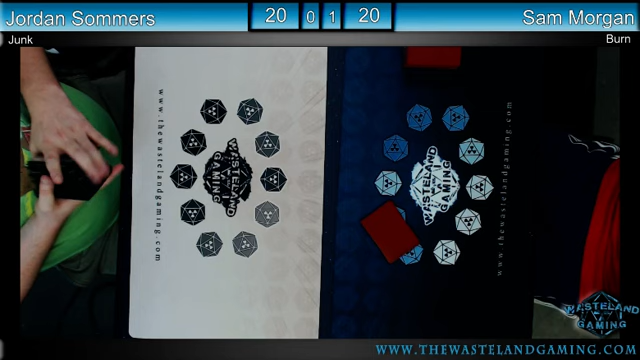 Jordan Sommers
20
0
1
20
Sam Morgan
Junk
Burn
www.thewastelandgaming.com
WASTELAND
GAMING
www.thewastelandgaming.com
WASTELAND
GAMING
WASTELAND
GAMING
WWW.THEWASTELANDGAMING.COM